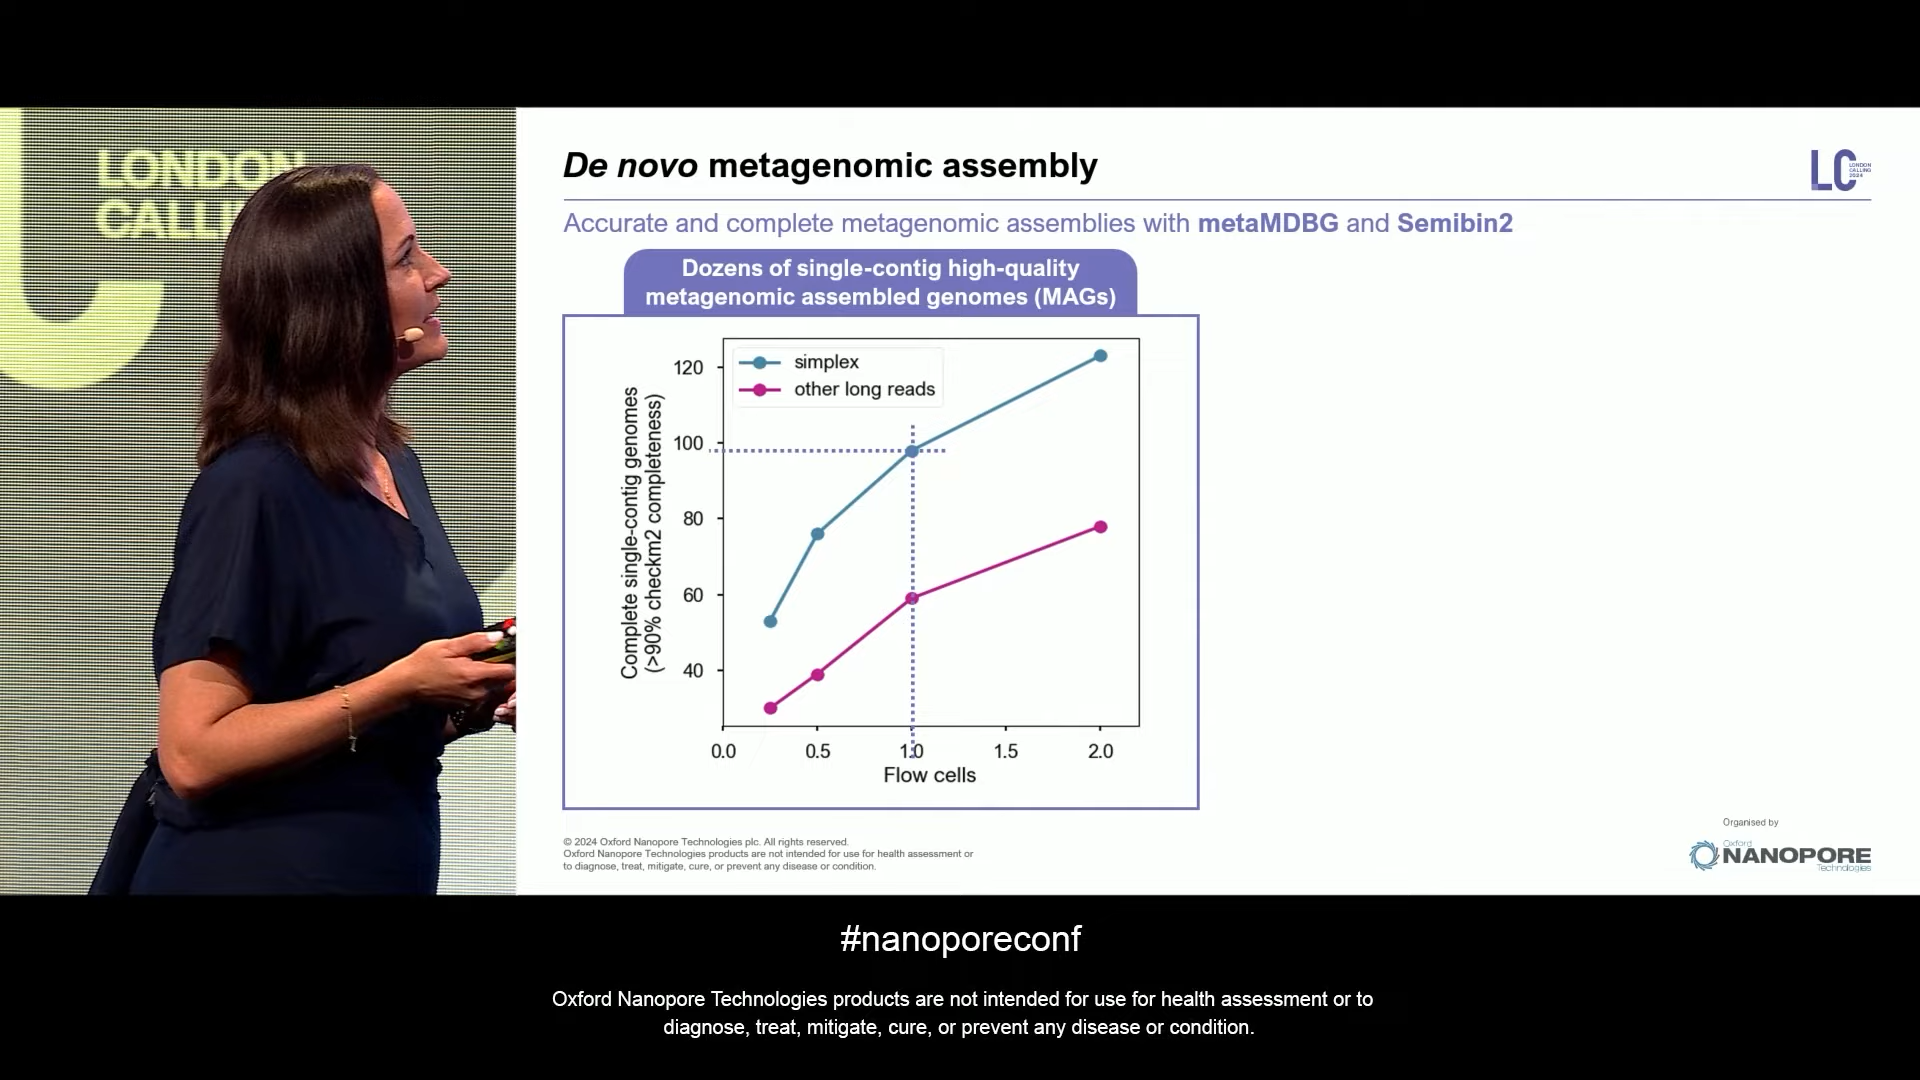 LONDON
De novo metagenomic assembly
LC
LONDON
CALLING
2024
Accurate and complete metagenomic assemblies with metaMDBG and Semibin2
Dozens of single-contig high-quality
metagenomic assembled genomes (MAGs)
simplex
other long reads
120
100
80
60
40
Complete single-contig genomes
(>90% checkm2 completeness)
0.0
0.5
1.0
1.5
2.0
Flow cells
© 2024 Oxford Nanopore Technologies plc. All rights reserved.
Oxford Nanopore Technologies products are not intended for use for health assessment or
to diagnose, treat, mitigate, cure, or prevent any disease or condition.
Organised by
Oxford
NANOPORE
Technologies
#nanoporeconf
Oxford Nanopore Technologies products are not intended for use for health assessment or to
diagnose, treat, mitigate, cure, or prevent any disease or condition.